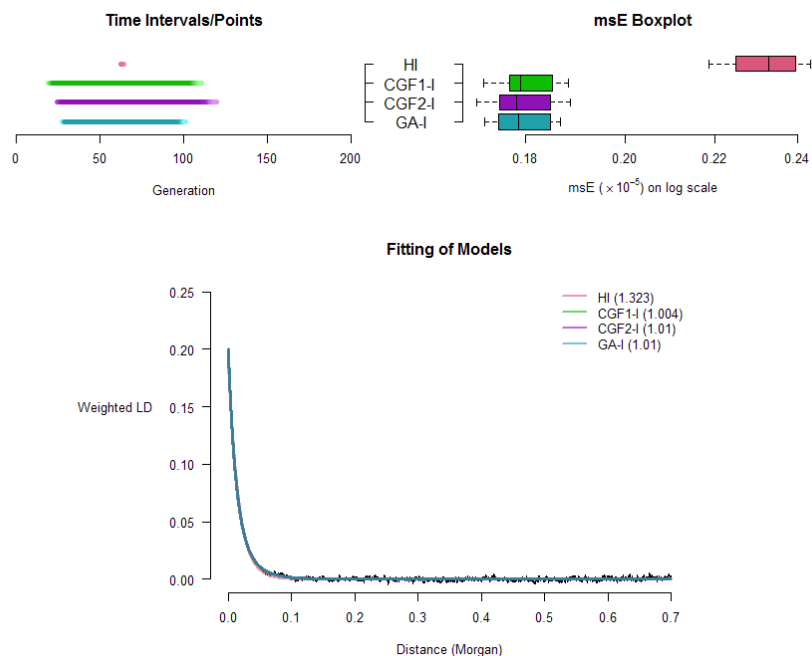 Time Intervals/Points
msE Boxplot
HI
CGF1-I
CGF2-I
GA-I
0 50 100 150 200
0.18 0.20 0.22 0.24
Generation
msE (×10⁻⁵) on log scale
Fitting of Models
0.25
0.20
0.15
0.10
0.05
0.00
Weighted LD
HI (1.323)
CGF1-I (1.004)
CGF2-I (1.01)
GA-I (1.01)
0.0 0.1 0.2 0.3 0.4 0.5 0.6 0.7
Distance (Morgan)